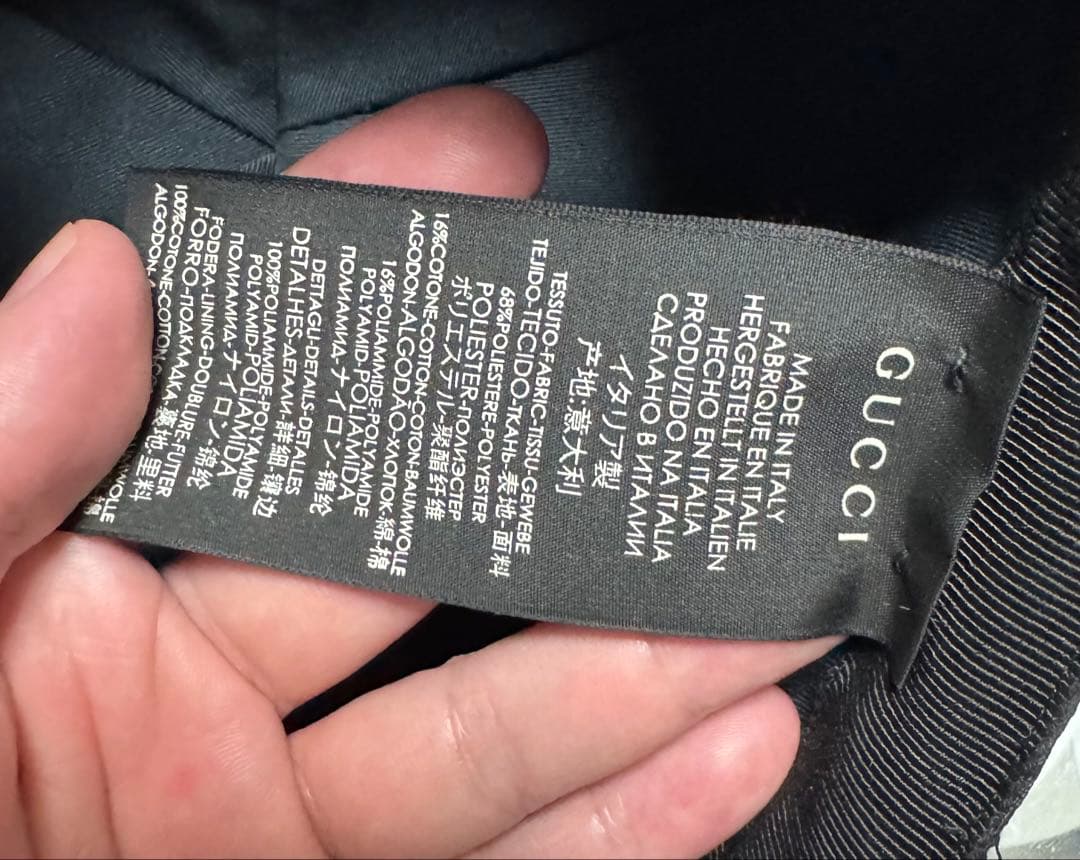 GUCCI
MADE IN ITALY
FABRIQUE EN ITALIE
HERGESTELLT IN ITALIEN
HECHO EN ITALIA
PRODUZIDO NA ITALIA
СДЕЛАНО В ИТАЛИИ
イタリア製
产地:意大利
TESSUTO-FABRIC-TISSU-GEWEBE
TEJIDO-TECIDO-ТКАНЬ-表地-面料
68%POLIESTERE-POLYESTER
POLIESTER-ПОЛИЭСТЕР
ポリエステル-聚酯纤维
16%COTONE-COTTON-COTON-BAUMWOLLE
ALGODON-ALGODÃO-ХЛОПОК-綿-棉
16%POLIAMMIDE-POLYAMIDE
POLYAMID-POLIAMIDA
ПОЛИАМИД-ナイロン-锦纶
DETTAGLI-DETAILS-DETALLES
DETALHES-ДЕТАЛИ-詳細-镶边
100%POLIAMMIDE-POLYAMIDE
POLYAMID-POLIAMIDA
ПОЛИАМИД-ナイロン-锦纶
FODERA-LINING-DOUBLURE-FUTTER
FORRO-ПОДКЛАДКА-裏地-里料
100%COTONE-COTTON-
ALGODON-